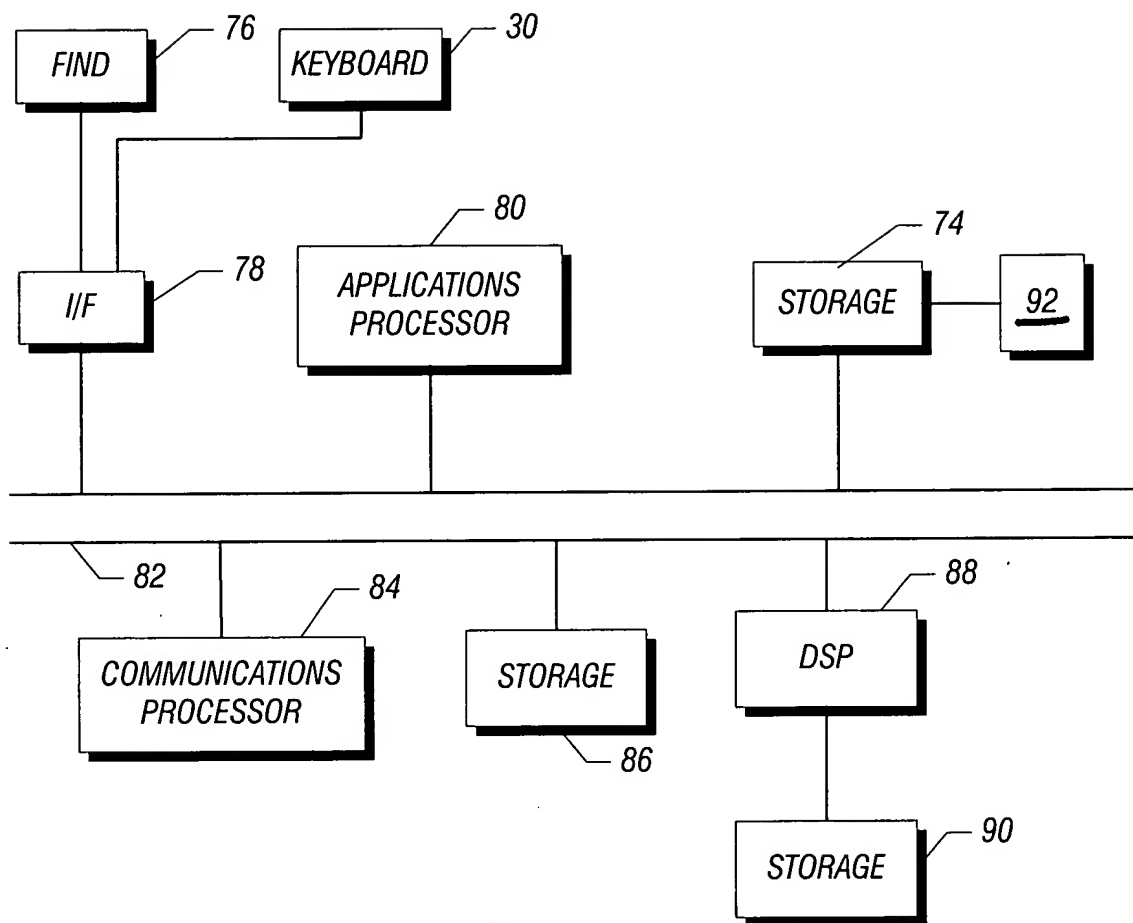 76
30
FIND
KEYBOARD
80
74
78
I/F
APPLICATIONS
PROCESSOR
STORAGE
92
82
84
88
COMMUNICATIONS
PROCESSOR
STORAGE
DSP
86
90
STORAGE